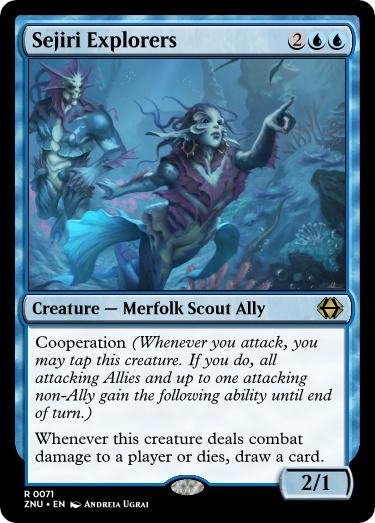 Sejiri Explorers 2
Creature — Merfolk Scout Ally
Cooperation (Whenever you attack, you
may tap this creature. If you do, all
attacking Allies and up to one attacking
non-Ally gain the following ability until end
of turn.)
Whenever this creature deals combat
damage to a player or dies, draw a card.
2/1
R 0071
ZNU • EN Andreia Ugrai